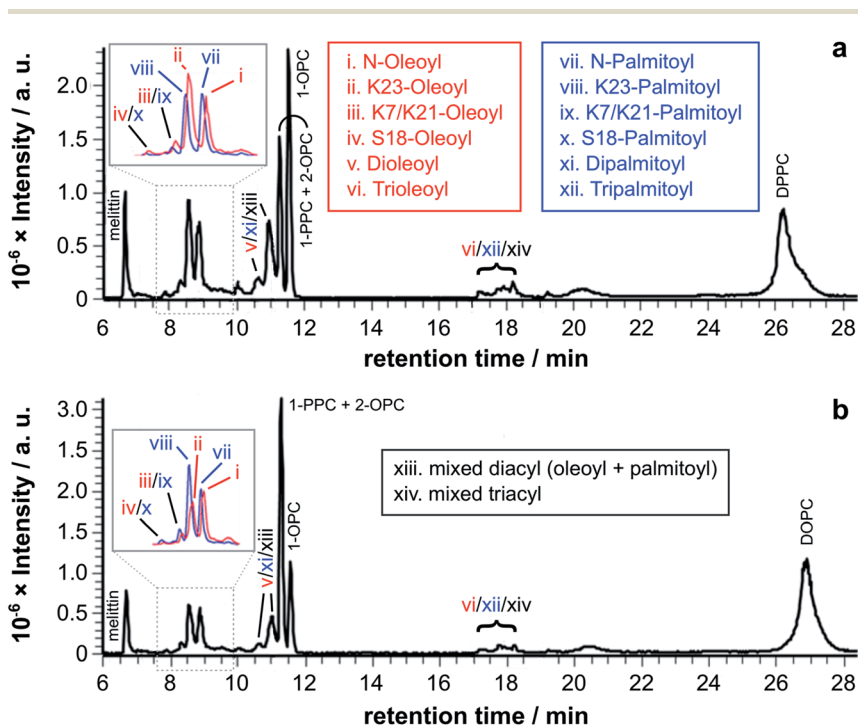 a
10⁻⁶ × Intensity / a. u.
2.0
1.5
1.0
0.5
0
ii
vii
viii
i
iii/ix
iv/x
melittin
v/xi/xiii
1-PPC + 2-OPC
1-OPC
i. N-Oleoyl
ii. K23-Oleoyl
iii. K7/K21-Oleoyl
iv. S18-Oleoyl
v. Dioleoyl
vi. Trioleoyl
vii. N-Palmitoyl
viii. K23-Palmitoyl
ix. K7/K21-Palmitoyl
x. S18-Palmitoyl
xi. Dipalmitoyl
xii. Tripalmitoyl
vi/xii/xiv
DPPC
6 8 10 12 14 16 18 20 22 24 26 28
retention time / min
b
10⁻⁶ × Intensity / a. u.
3.0
1.5
2.0
1.5
1.0
0.5
0
viii
ii
vii
i
iii/ix
iv/x
melittin
v/xi/xiii
1-PPC + 2-OPC
1-OPC
xiii. mixed diacyl (oleoyl + palmitoyl)
xiv. mixed triacyl
vi/xii/xiv
DOPC
6 8 10 12 14 16 18 20 22 24 26 28
retention time / min